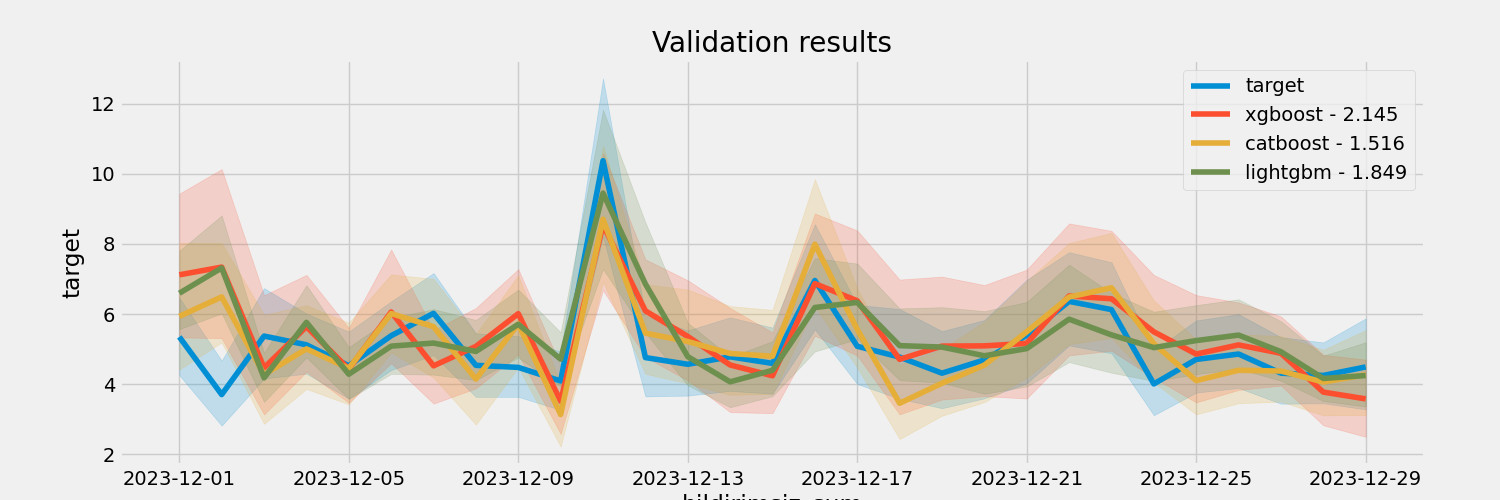 Validation results
target
xgboost - 2.145
catboost - 1.516
lightgbm - 1.849
target
12
10
8
6
4
2
2023-12-01 2023-12-05 2023-12-09 2023-12-13 2023-12-17 2023-12-21 2023-12-25 2023-12-29